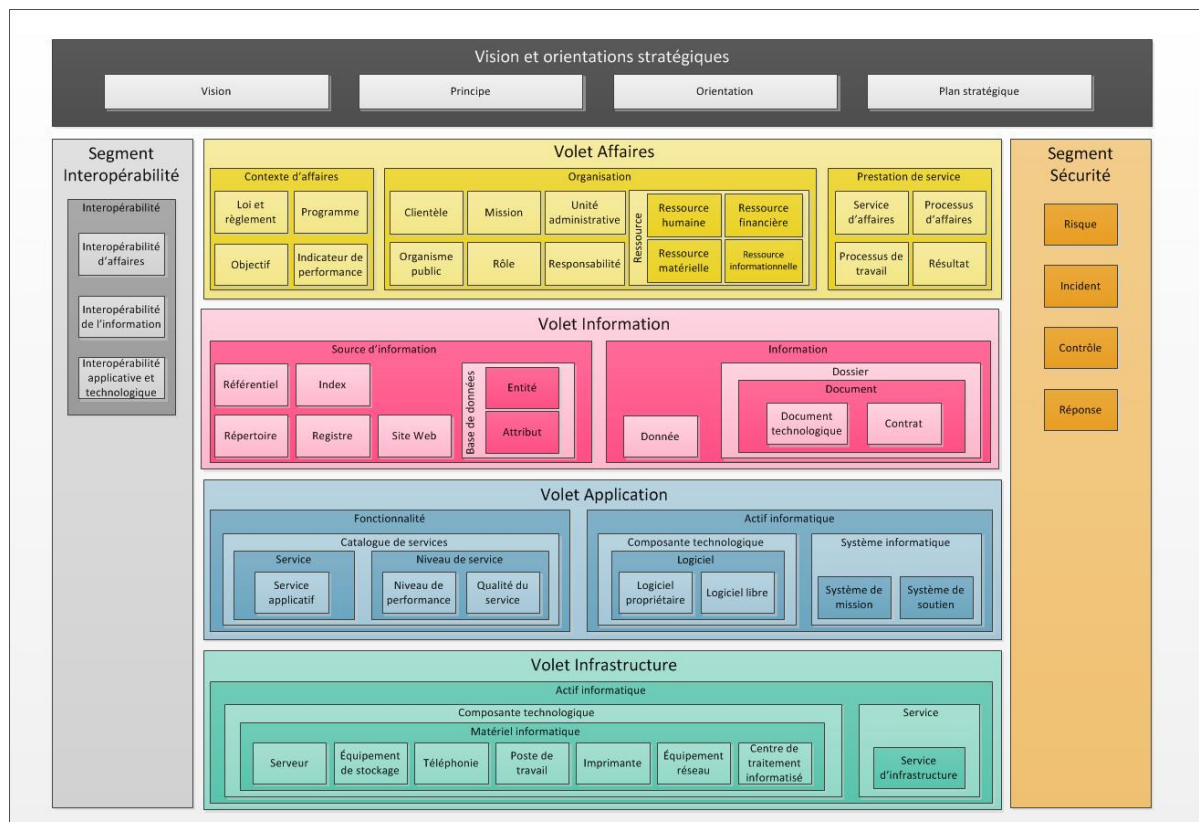 Vision et orientations stratégiques
Vision
Principe
Orientation
Plan stratégique
Segment
Interopérabilité
Interopérabilité
Interopérabilité
d'affaires
Interopérabilité
de l'information
Interopérabilité
applicative et
technologique
Volet Affaires
Contexte d'affaires
Loi et
règlement
Programme
Objectif
Indicateur de
performance
Organisation
Clientèle
Mission
Unité
administrative
Organisme
public
Rôle
Responsabilité
Ressource
Ressource
humaine
Ressource
financière
Ressource
matérielle
Ressource
informationnelle
Prestation de service
Service
d'affaires
Processus
d'affaires
Processus de
travail
Résultat
Volet Information
Source d'information
Référentiel
Index
Répertoire
Registre
Site Web
Base de données
Entité
Attribut
Information
Donnée
Dossier
Document
Document
technologique
Contrat
Volet Application
Fonctionnalité
Catalogue de services
Service
Service
applicatif
Niveau de service
Niveau de
performance
Qualité du
service
Actif informatique
Composante technologique
Logiciel
Logiciel
propriétaire
Logiciel libre
Système informatique
Système de
mission
Système de
soutien
Volet Infrastructure
Actif informatique
Composante technologique
Matériel informatique
Serveur
Équipement
de stockage
Téléphonie
Poste de
travail
Imprimante
Équipement
réseau
Centre de
traitement
informatisé
Service
Service
d'infrastructure
Segment
Sécurité
Risque
Incident
Contrôle
Réponse